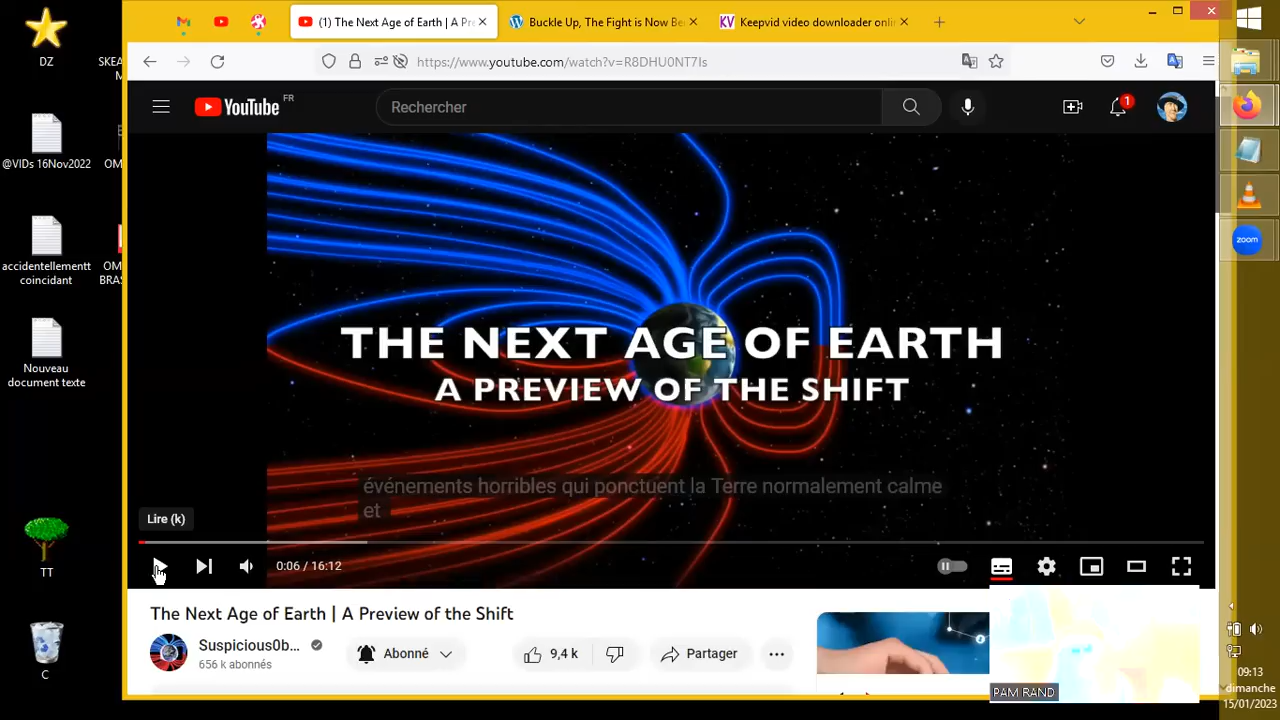 DZ
SKEA
M
@VIDs 16Nov2022
OM
accidentellementt
coincidant
OM
BRAS
Nouveau
document texte
TT
C
(1) The Next Age of Earth | A Pr
Buckle Up, The Fight is Now Be
KV
Keepvid video downloader onli
https://www.youtube.com/watch?v=R8DHU0NT7Is
YouTube
FR
Rechercher
1
THE NEXT AGE OF EARTH
A PREVIEW OF THE SHIFT
événements horribles qui ponctuent la Terre normalement calme
et
Lire (k)
0:06 / 16:12
The Next Age of Earth | A Preview of the Shift
Suspicious0b...
656 k abonnés
Abonné
9,4 k
Partager
PAM RAND
zoom
09:13
dimanche
15/01/2023